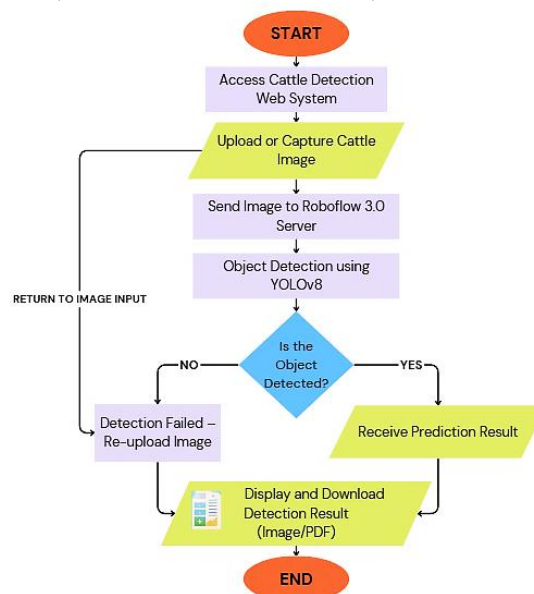 START
Access Cattle Detection
Web System
Upload or Capture Cattle
Image
Send Image to Roboflow 3.0
Server
Object Detection using
YOLOv8
RETURN TO IMAGE INPUT
Is the
Object
Detected?
NO
YES
Detection Failed –
Re-upload Image
Receive Prediction Result
Display and Download
Detection Result
(Image/PDF)
END